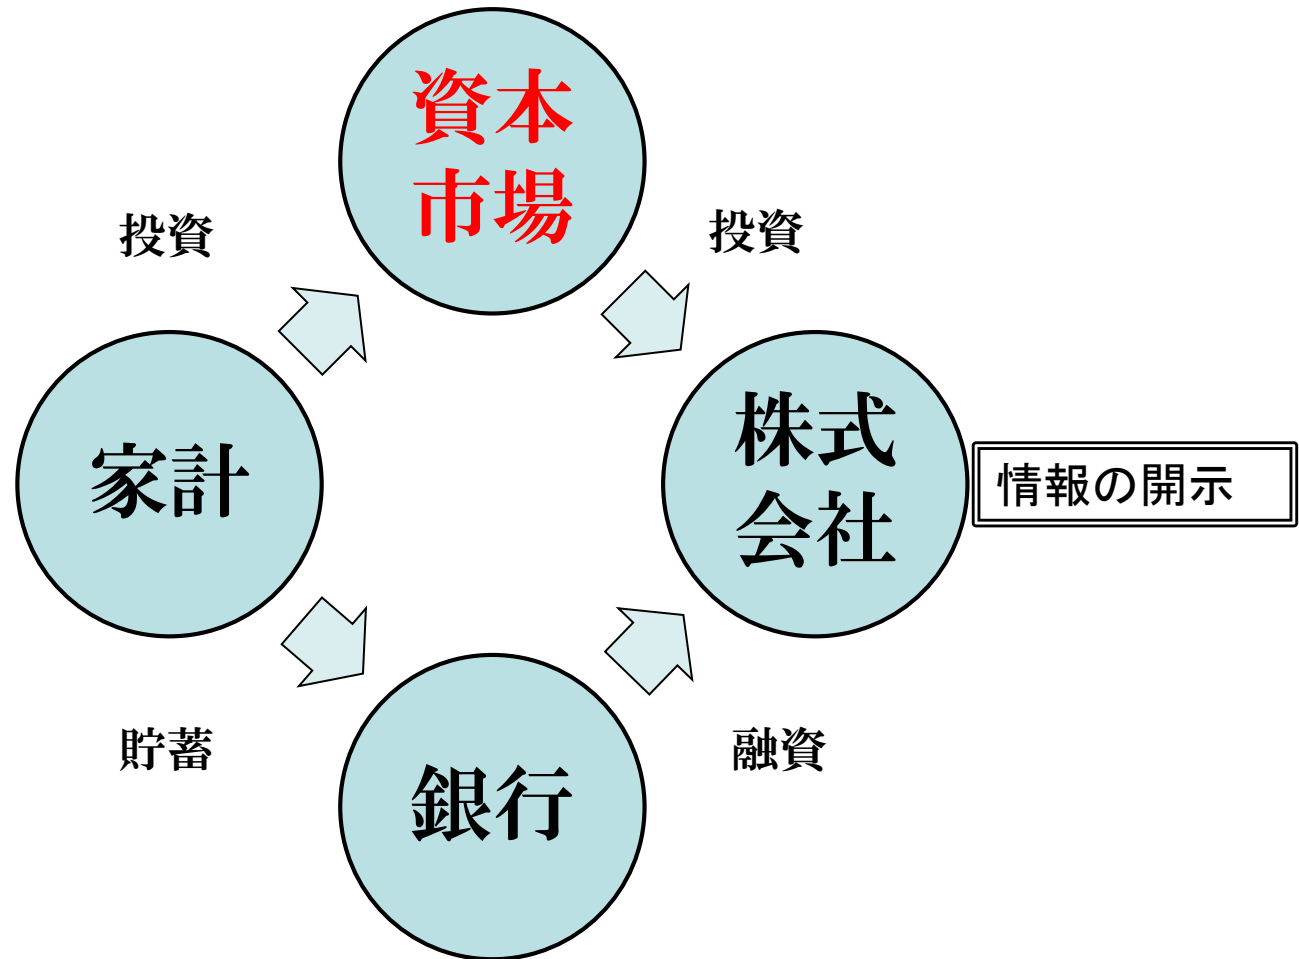 資本
市場
投資
投資
家計
株式
会社
情報の開示
貯蓄
融資
銀行